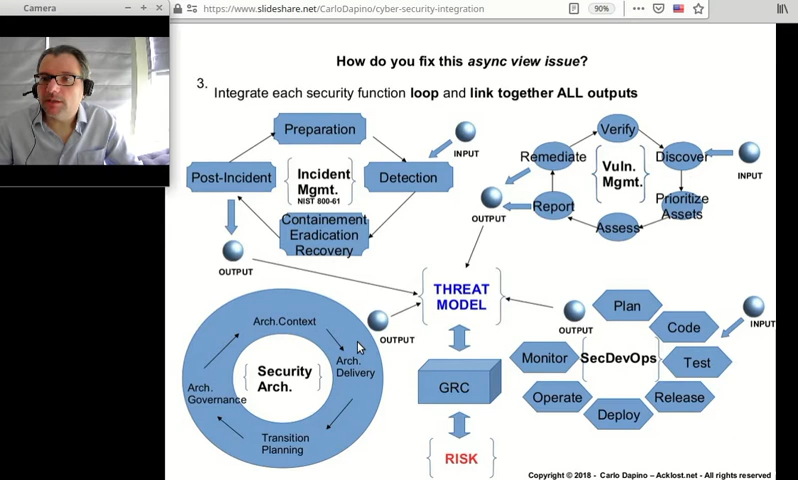 Camera
https://www.slideshare.net/CarloDapino/cyber-security-integration
90%
How do you fix this async view issue?
3. Integrate each security function loop and link together ALL outputs
Preparation
Post-Incident
Incident
Mgmt.
NIST 800-61
Detection
Containement
Eradication
Recovery
INPUT
OUTPUT
Verify
Remediate
Discover
Vuln.
Mgmt.
Prioritize
Assets
Report
Assess
INPUT
OUTPUT
THREAT
MODEL
Arch.Context
OUTPUT
Security
Arch.
Arch.
Delivery
Arch.
Governance
Transition
Planning
GRC
RISK
Plan
Code
OUTPUT
INPUT
Monitor
SecDevOps
Test
Operate
Release
Deploy
Copyright © 2018 - Carlo Dapino – Acklost.net - All rights reserved